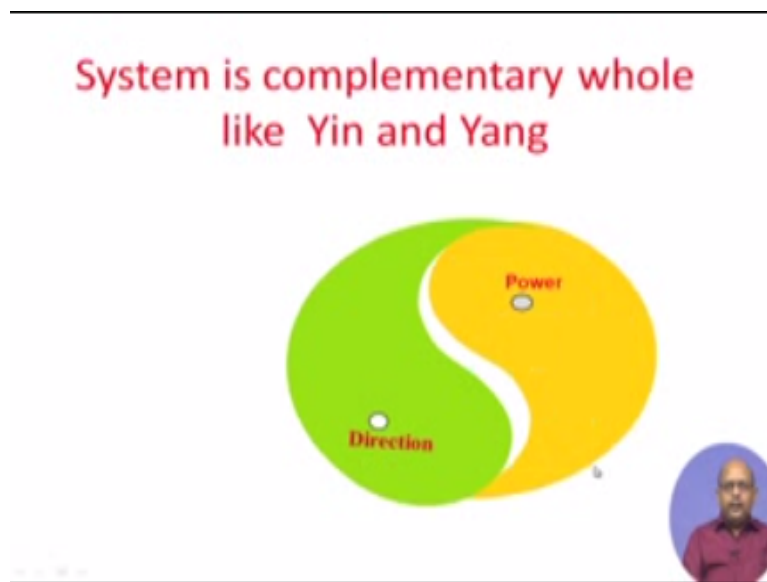 System is complementary whole
like Yin and Yang
Power
Direction